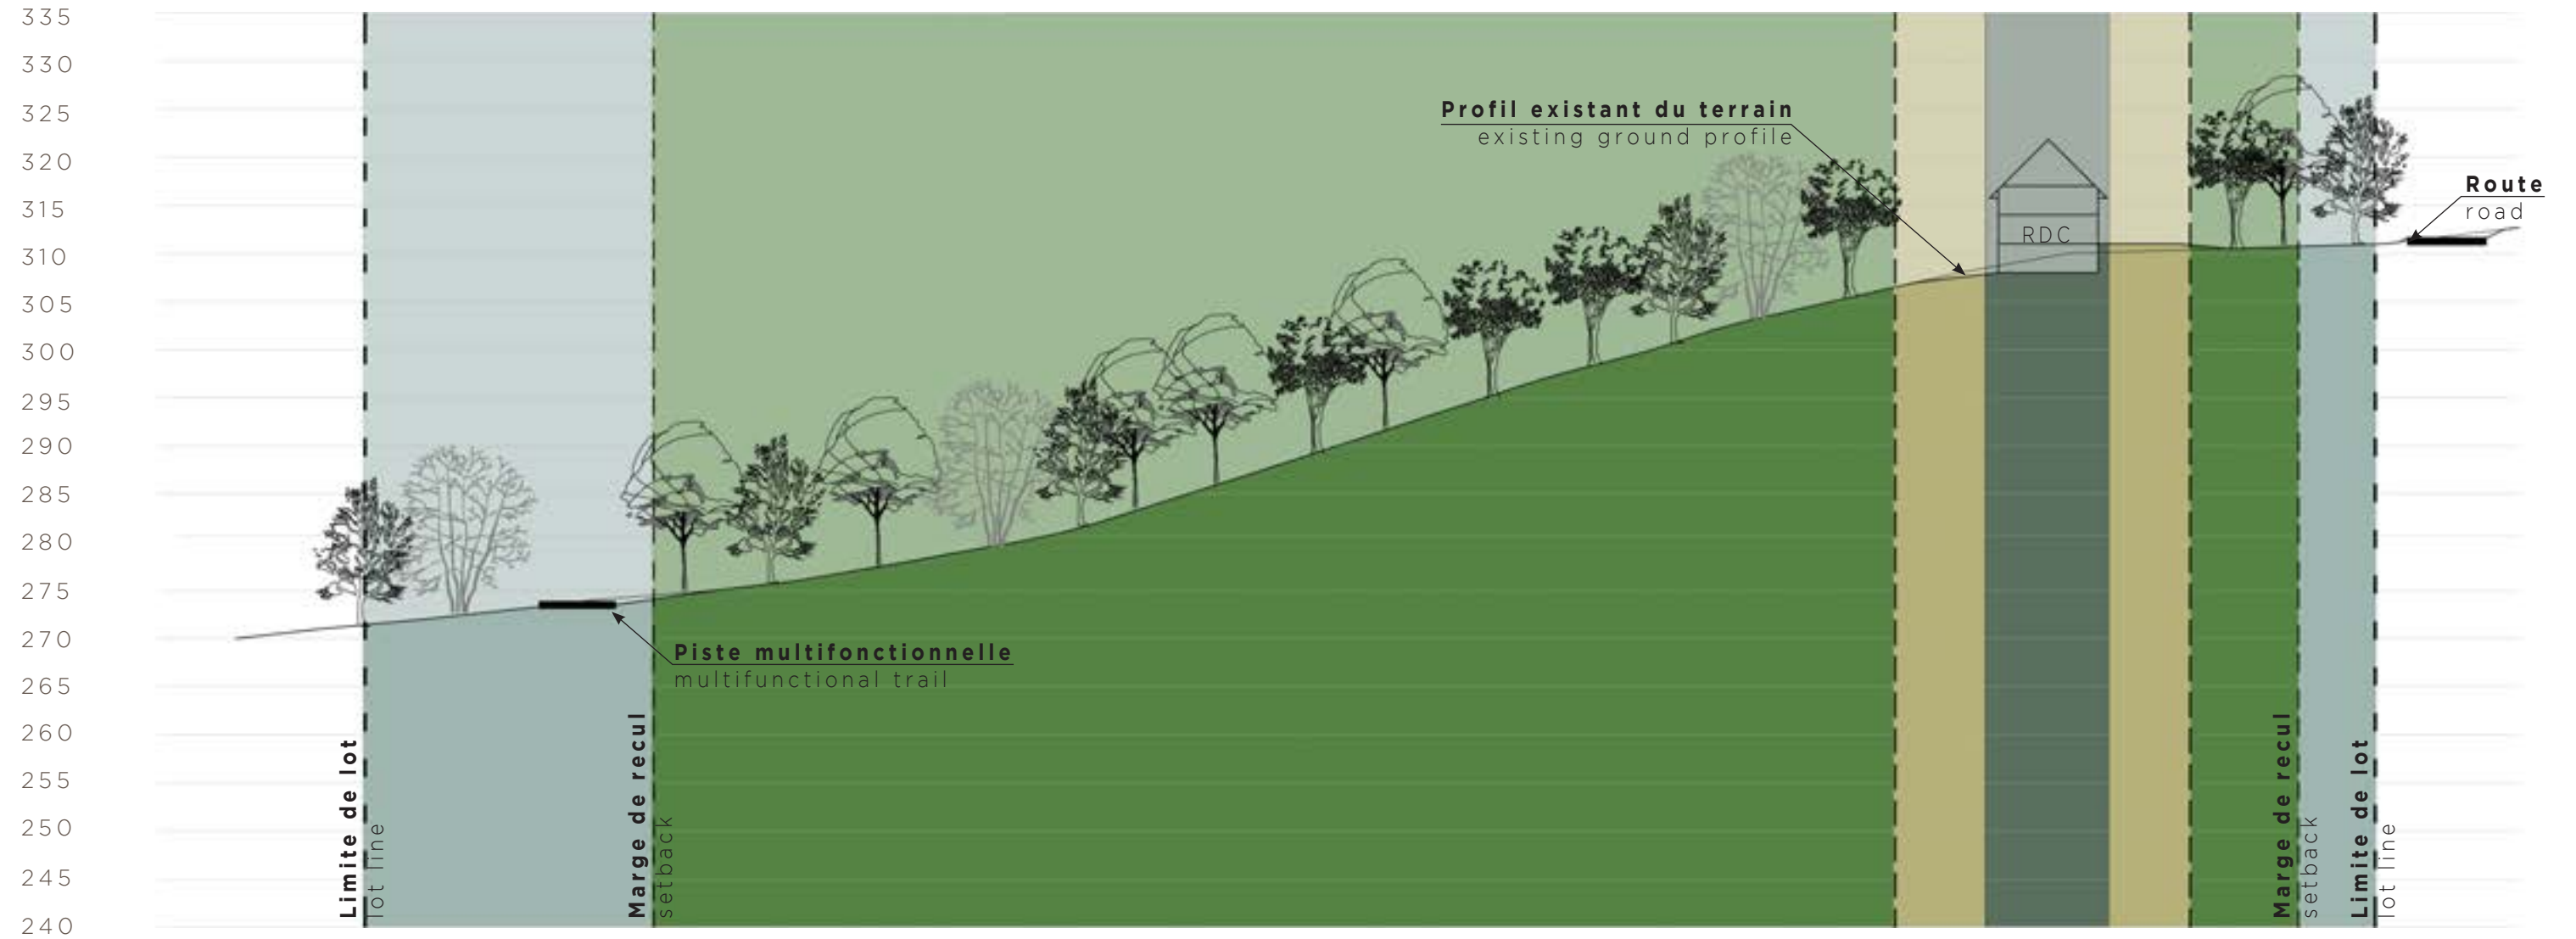 335
330
325
320
315
310
305
300
295
290
285
280
275
270
265
260
255
250
245
240
Profil existant du terrain
existing ground profile
Route
road
RDC
Piste multifonctionnelle
multifunctional trail
Limite de lot
lot line
Marge de recul
setback
Marge de recul
setback
Limite de lot
lot line